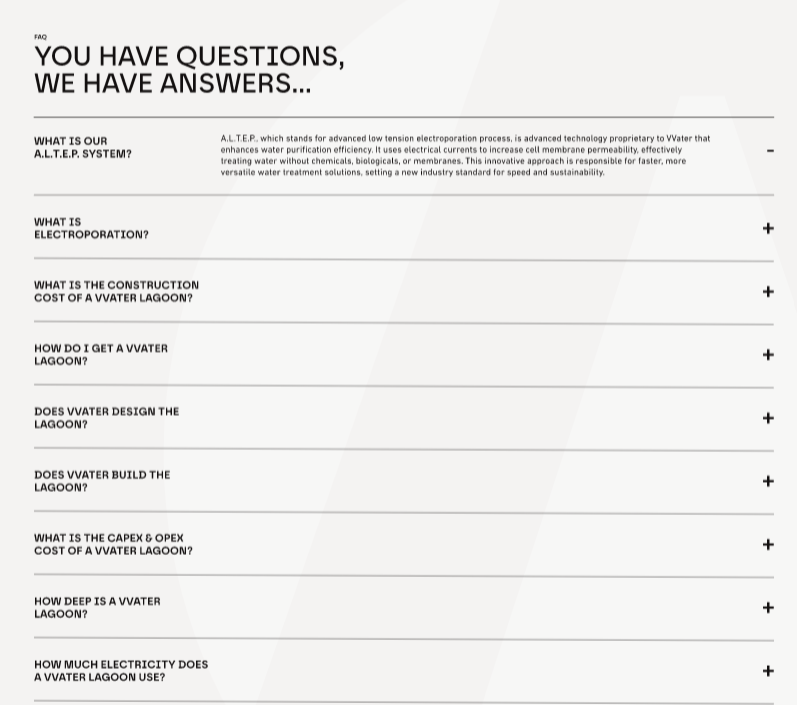 FAQ
YOU HAVE QUESTIONS,
WE HAVE ANSWERS...
WHAT IS OUR
A.L.T.E.P. SYSTEM?
A.L.T.E.P., which stands for advanced low tension electroporation process, is advanced technology proprietary to VVater that
enhances water purification efficiency. It uses electrical currents to increase cell membrane permeability, effectively
treating water without chemicals, biologicals, or membranes. This innovative approach is responsible for faster, more
versatile water treatment solutions, setting a new industry standard for speed and sustainability.
WHAT IS
ELECTROPORATION?
WHAT IS THE CONSTRUCTION
COST OF A VVATER LAGOON?
HOW DO I GET A VVATER
LAGOON?
DOES VVATER DESIGN THE
LAGOON?
DOES VVATER BUILD THE
LAGOON?
WHAT IS THE CAPEX & OPEX
COST OF A VVATER LAGOON?
HOW DEEP IS A VVATER
LAGOON?
HOW MUCH ELECTRICITY DOES
A VVATER LAGOON USE?